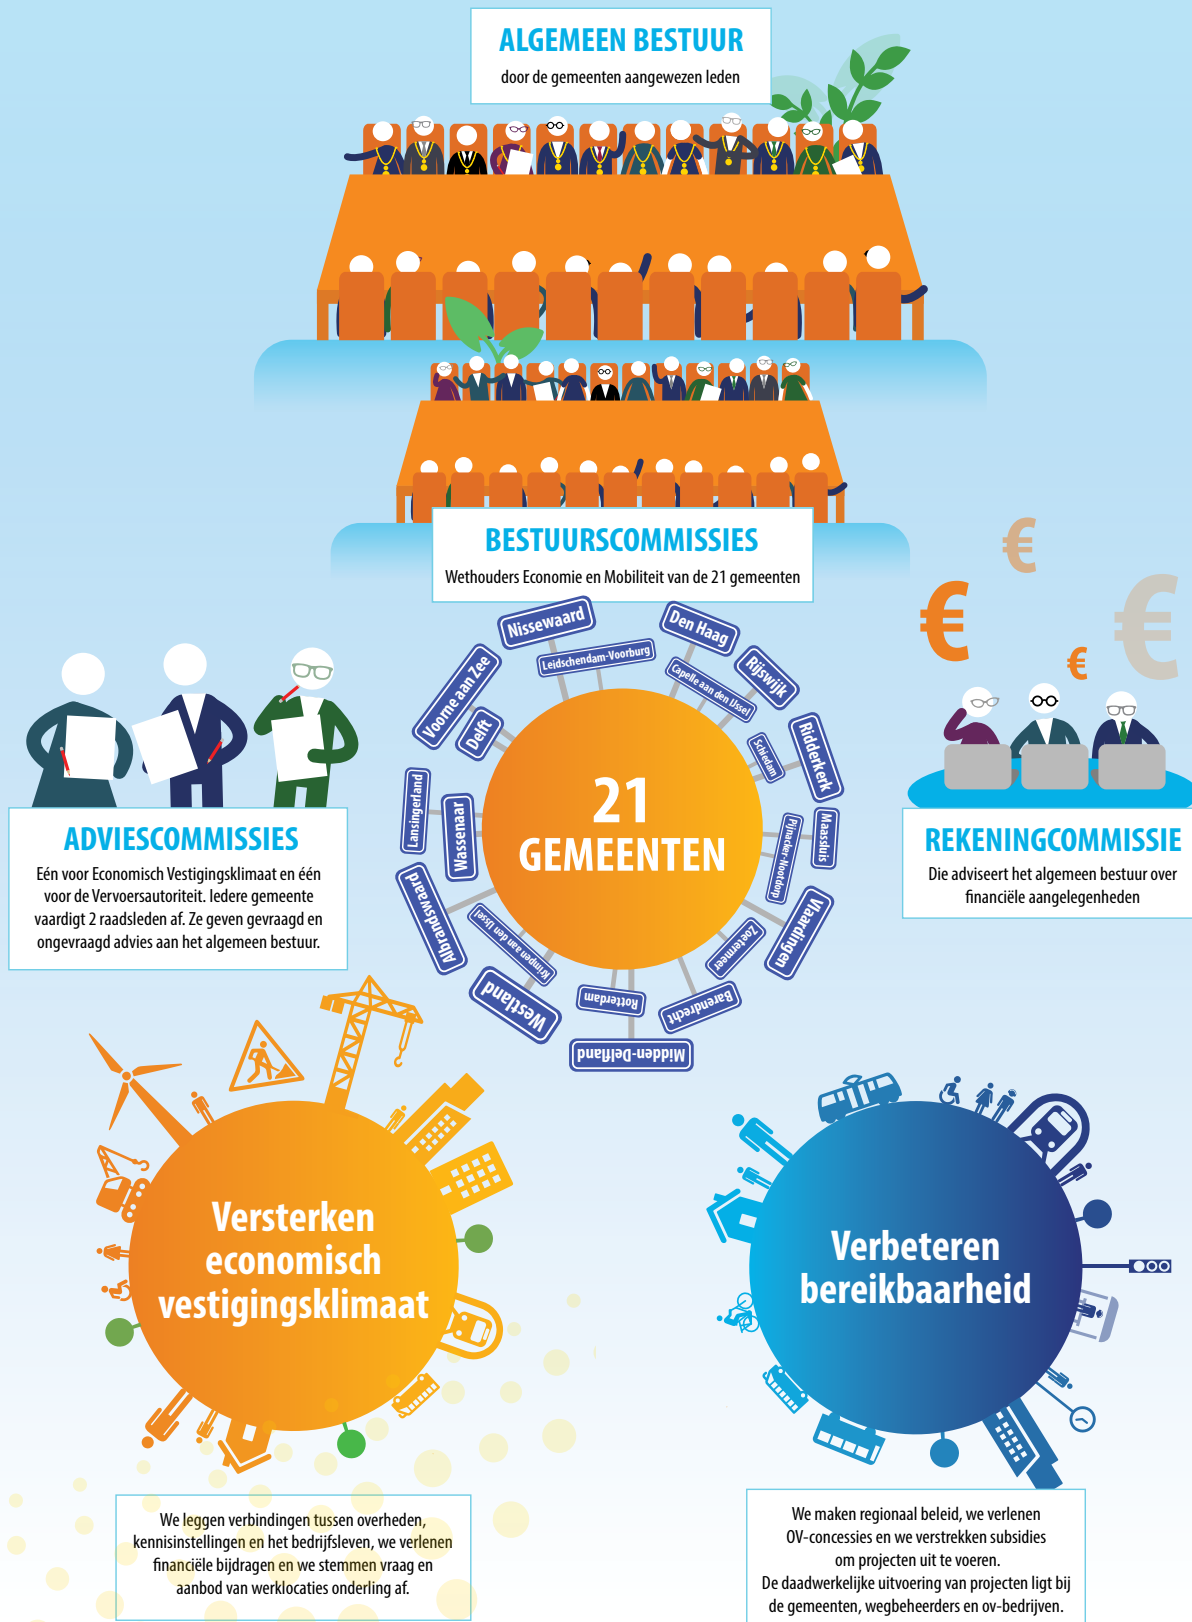 ALGEMEEN BESTUUR
door de gemeenten aangewezen leden
BESTUURSCOMMISSIES
Wethouders Economie en Mobiliteit van de 21 gemeenten
€
€
€
€
Nissewaard
Leidschendam-Voorburg
Den Haag
Capelle aan den IJssel
Rijswijk
Voorne aan Zee
Delft
Schiedam
Ridderkerk
Lansingerland
Wassenaar
21
GEMEENTEN
Pijnacker-Nootdorp
Maassluis
Albrandswaard
Krimpen aan den IJssel
Westland
Vlaardingen
Zoetermeer
Barendrecht
Rotterdam
Midden-Delfland
ADVIESCOMMISSIES
Eén voor Economisch Vestigingsklimaat en één
voor de Vervoersautoriteit. Iedere gemeente
vaardigt 2 raadsleden af. Ze geven gevraagd en
ongevraagd advies aan het algemeen bestuur.
REKENINGCOMMISSIE
Die adviseert het algemeen bestuur over
financiële aangelegenheden
Versterken
economisch
vestigingsklimaat
Verbeteren
bereikbaarheid
We leggen verbindingen tussen overheden,
kennisinstellingen en het bedrijfsleven, we verlenen
financiële bijdragen en we stemmen vraag en
aanbod van werklocaties onderling af.
We maken regionaal beleid, we verlenen
OV-concessies en we verstrekken subsidies
om projecten uit te voeren.
De daadwerkelijke uitvoering van projecten ligt bij
de gemeenten, wegbeheerders en ov-bedrijven.